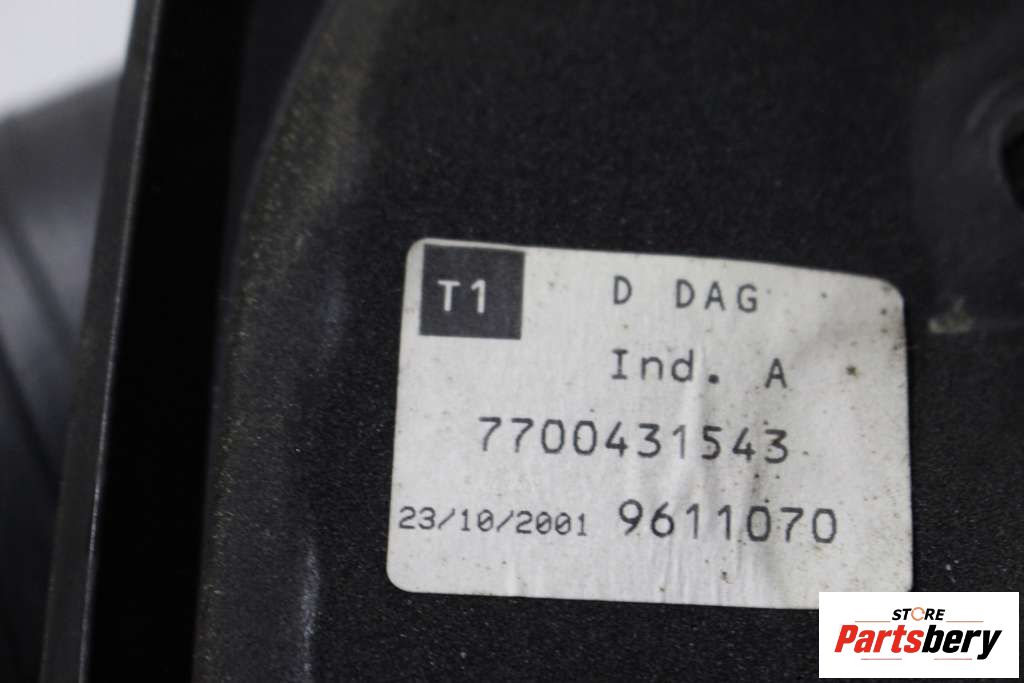 T1 D DAG
Ind. A
7700431543
23/10/2001 9611070
STORE
Partsbery